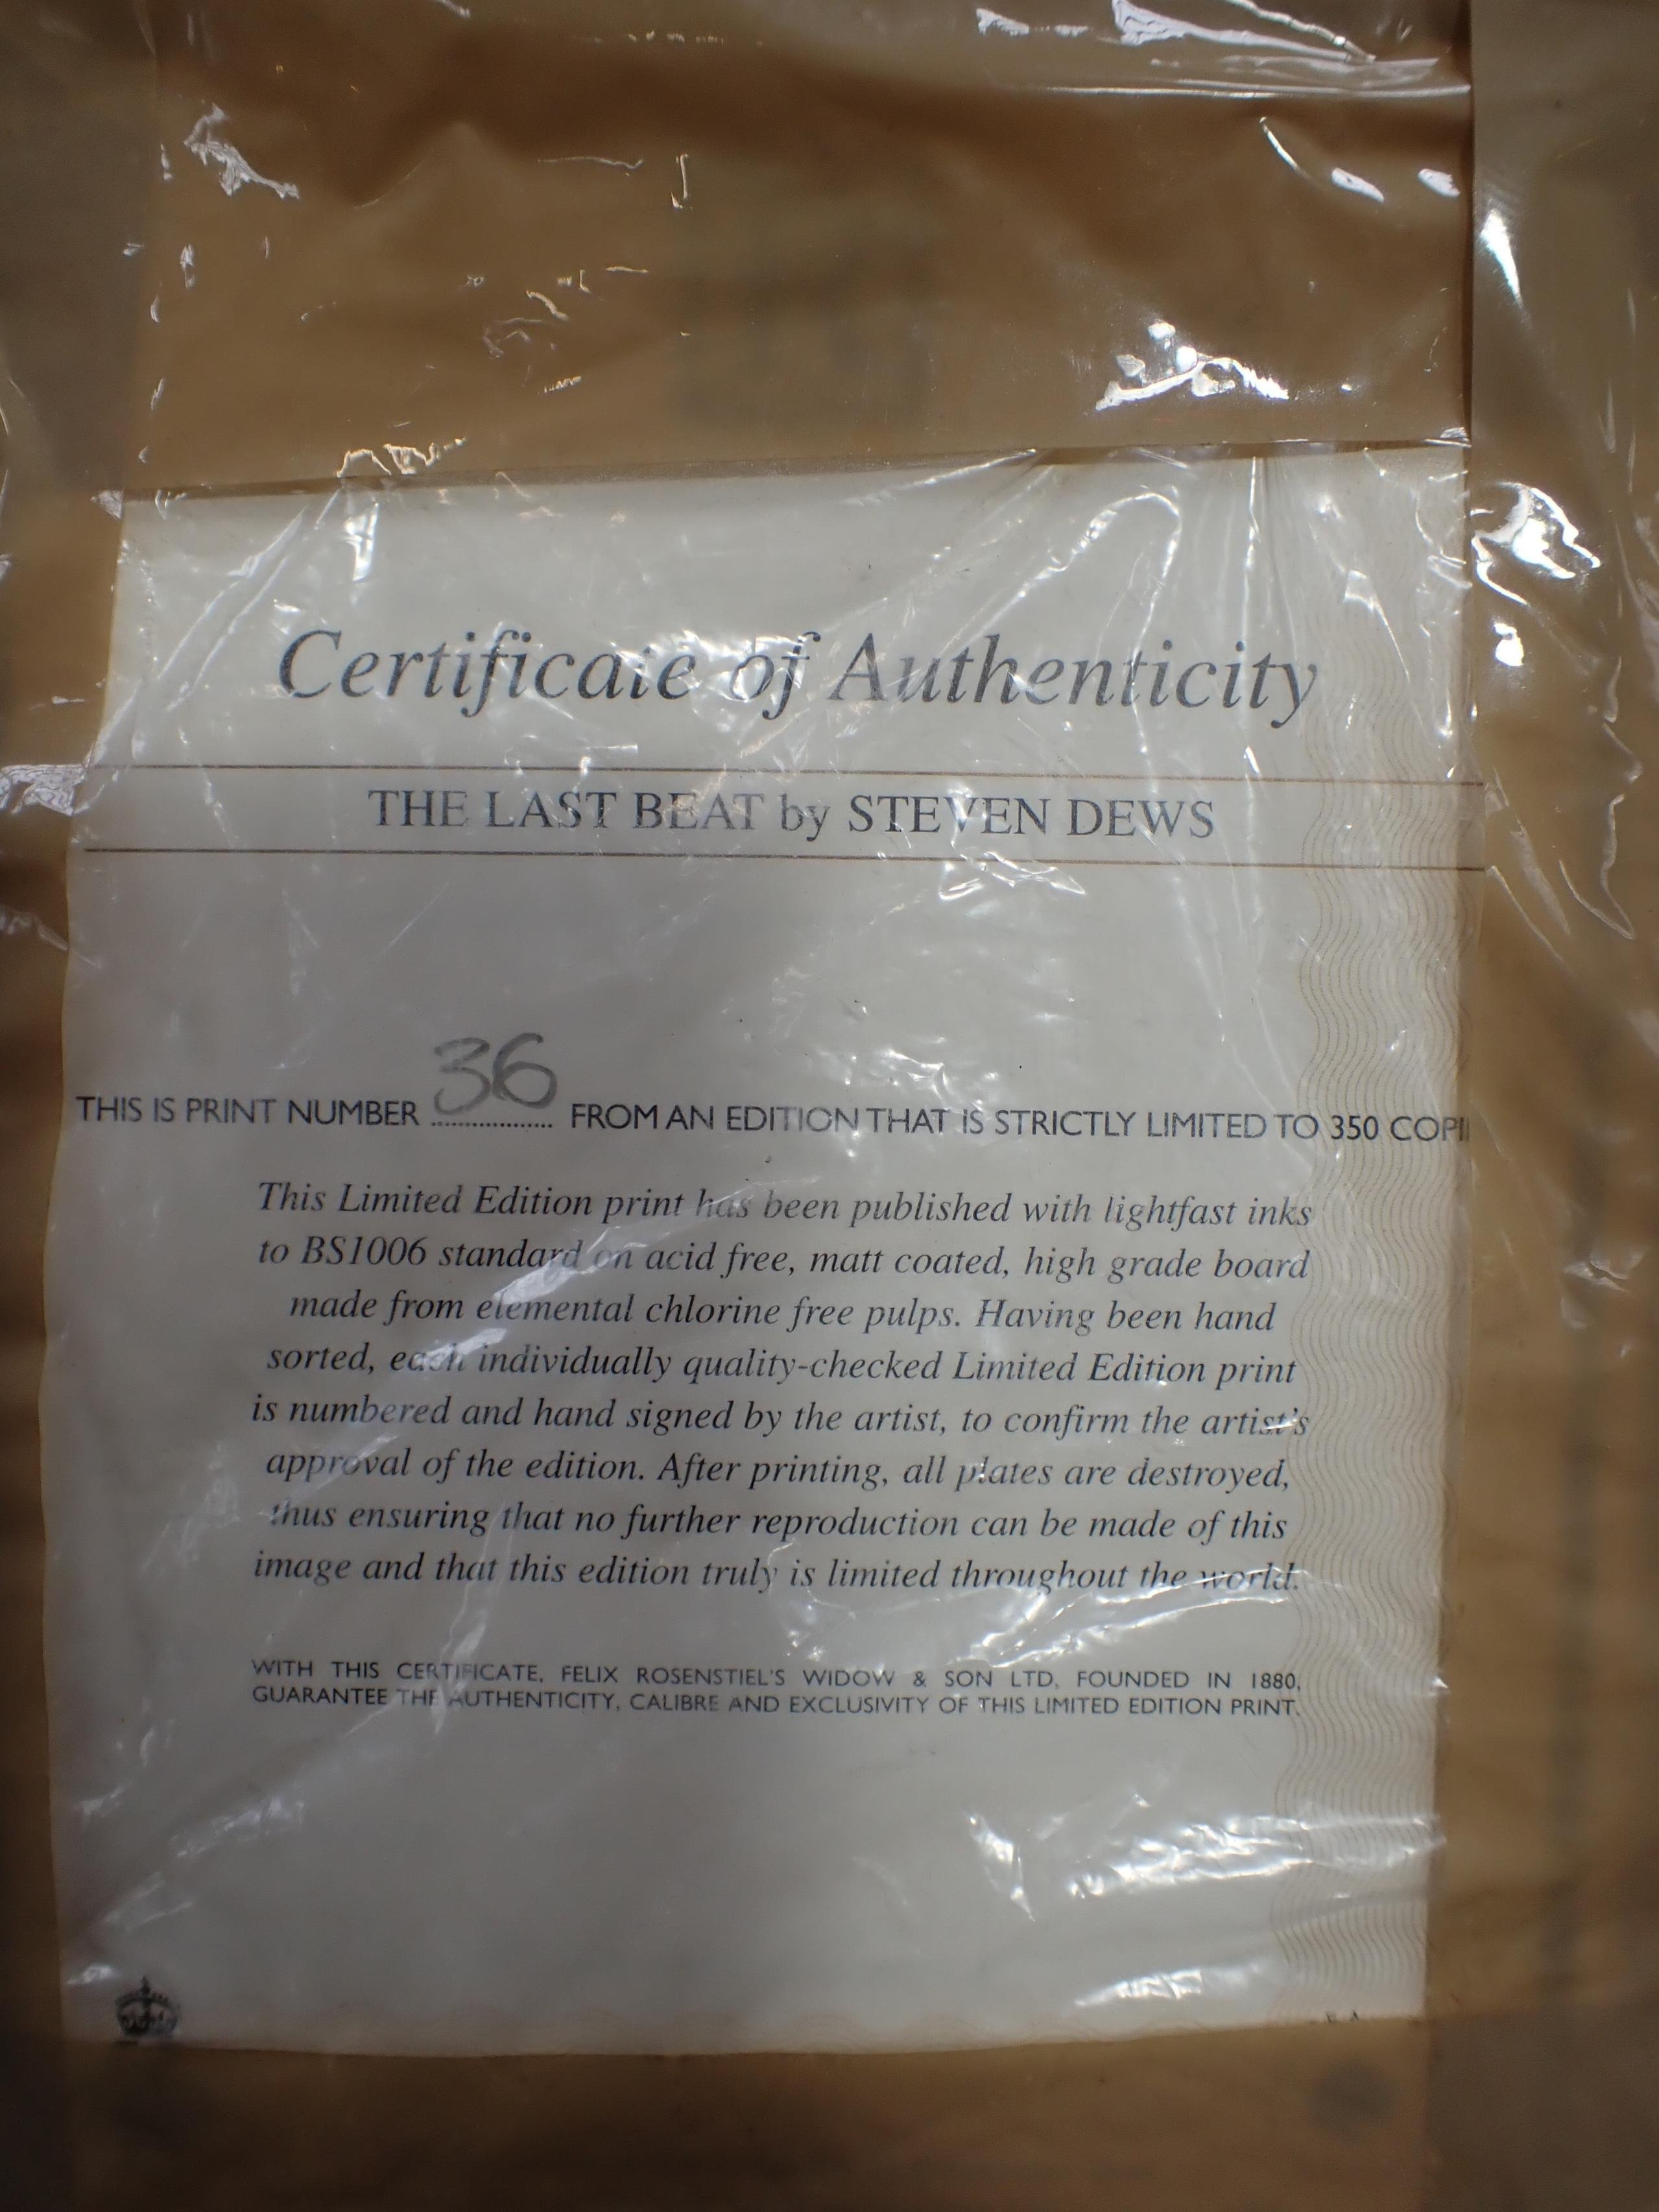 Certificate of Authenticity
THE LAST BEAT by STEVEN DEWS
THIS IS PRINT NUMBER 36 FROM AN EDITION THAT IS STRICTLY LIMITED TO 350 COPI
This Limited Edition print has been published with lightfast inks
to BS1006 standard on acid free, matt coated, high grade board
made from elemental chlorine free pulps. Having been hand
sorted, each individually quality-checked Limited Edition print
is numbered and hand signed by the artist, to confirm the artist's
approval of the edition. After printing, all plates are destroyed,
thus ensuring that no further reproduction can be made of this
image and that this edition truly is limited throughout the world.
WITH THIS CERTIFICATE, FELIX ROSENSTIEL'S WIDOW & SON LTD, FOUNDED IN 1880,
GUARANTEE THE AUTHENTICITY, CALIBRE AND EXCLUSIVITY OF THIS LIMITED EDITION PRINT.